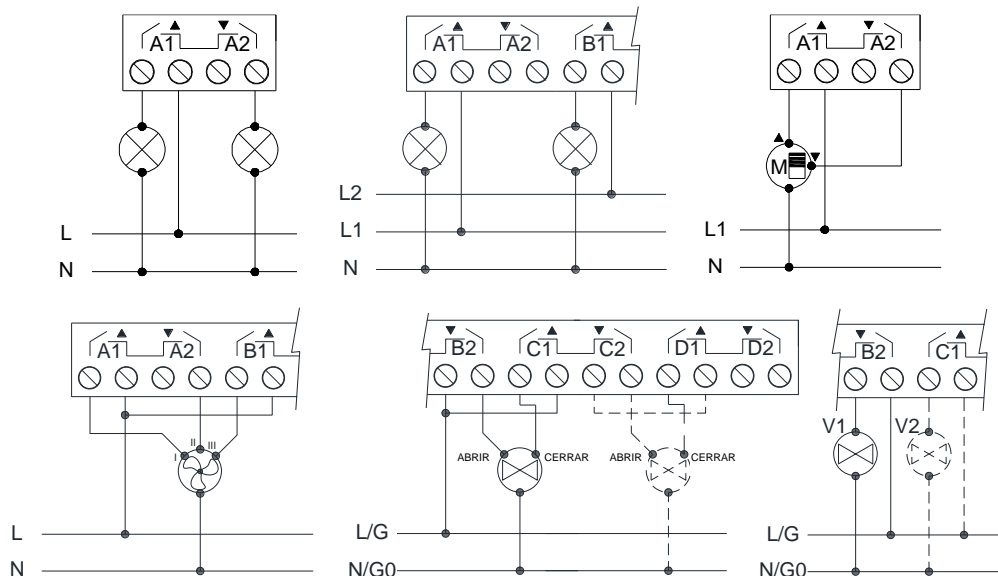 A1 A2
L
N
A1 A2 B1
L2
L1
N
A1 A2
M
L1
N
A1 A2 B1
I II III
L
N
B2 C1 C2 D1 D2
ABRIR CERRAR ABRIR CERRAR
L/G
N/G0
B2 C1
V1 V2
L/G
N/G0